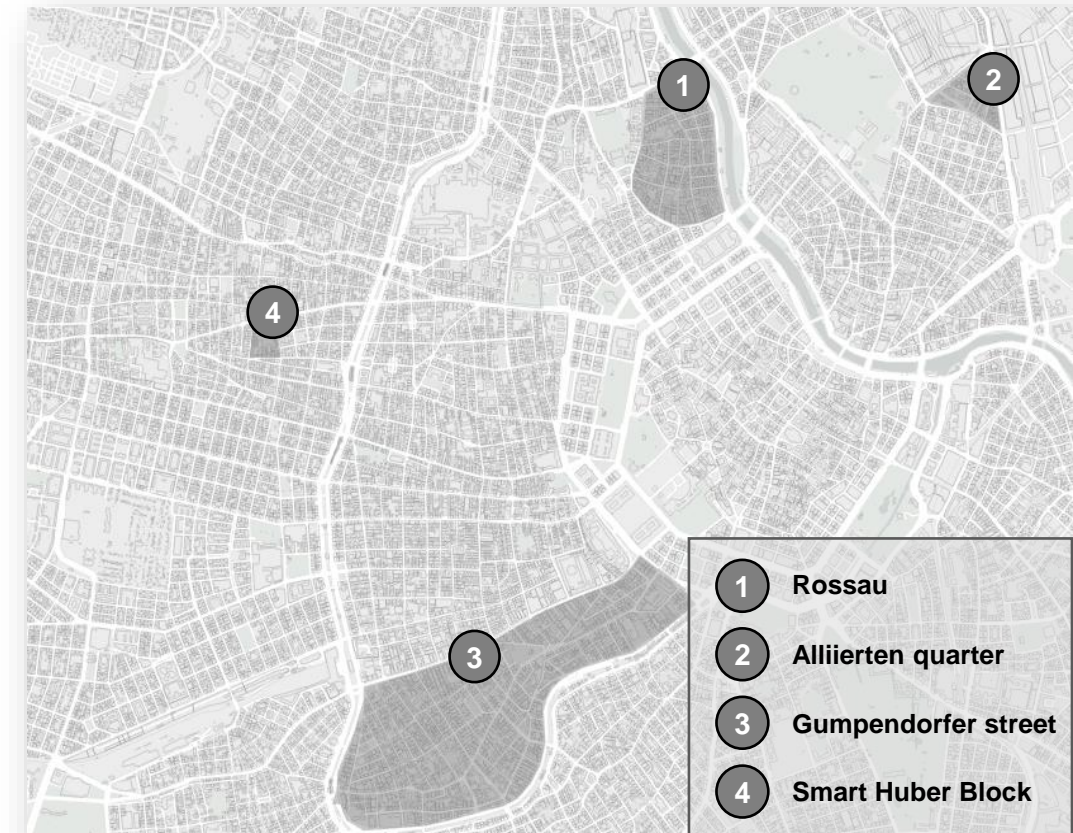 1
2
4
3
1 Rossau
2 Alliierten quarter
3 Gumpendorfer street
4 Smart Huber Block